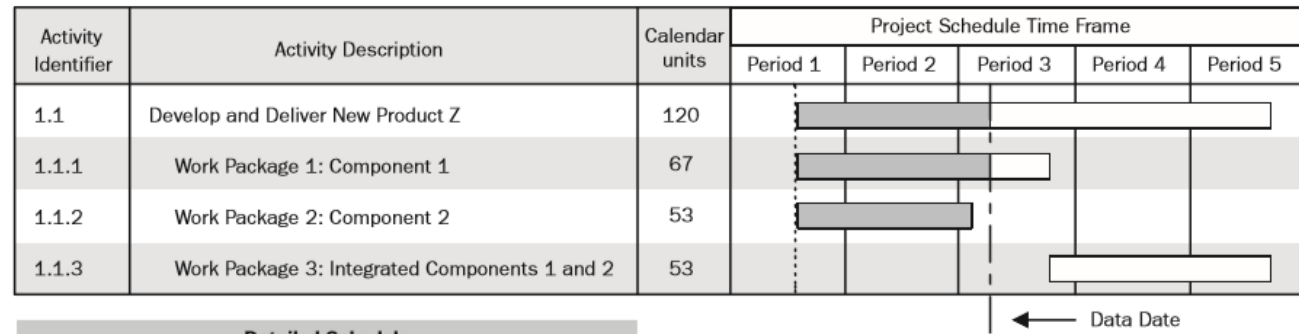 Activity Identifier
Activity Description
Calendar units
Project Schedule Time Frame
Period 1 Period 2 Period 3 Period 4 Period 5
1.1 Develop and Deliver New Product Z 120
1.1.1 Work Package 1: Component 1 67
1.1.2 Work Package 2: Component 2 53
1.1.3 Work Package 3: Integrated Components 1 and 2 53
Data Date